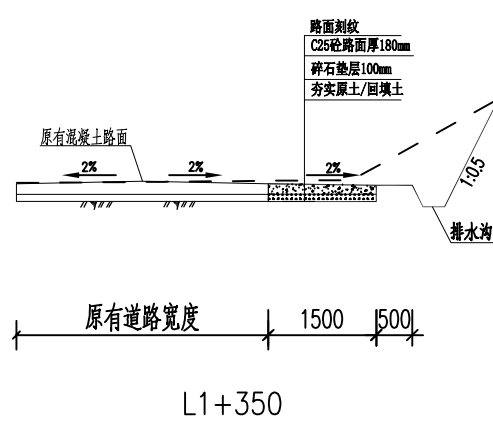 路面刻纹
C25砼路面厚180mm
碎石垫层100mm
夯实原土/回填土
原有混凝土路面
2%
2%
2%
1:0.5
排水沟
原有道路宽度
1500
500
L1+350